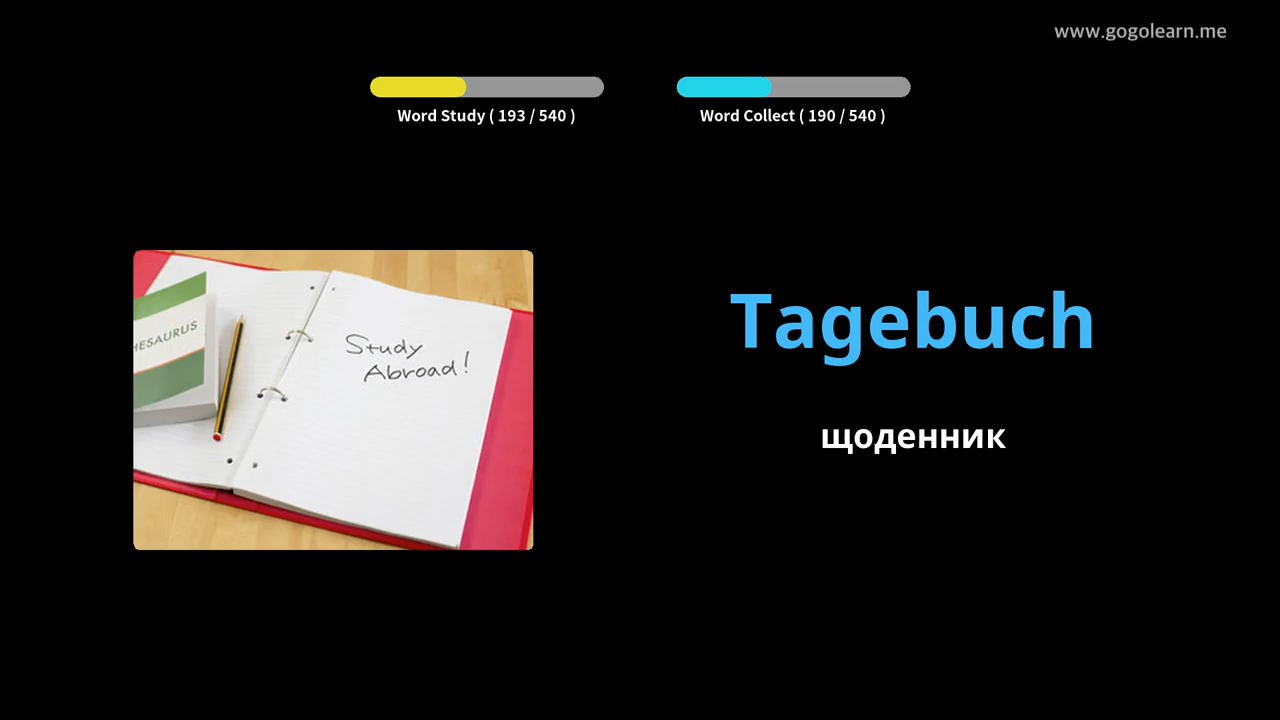 www.gogolearn.me
Word Study ( 193 / 540 )
Word Collect ( 190 / 540 )
HESAURUS
Study
Abroad!
Tagebuch
щоденник